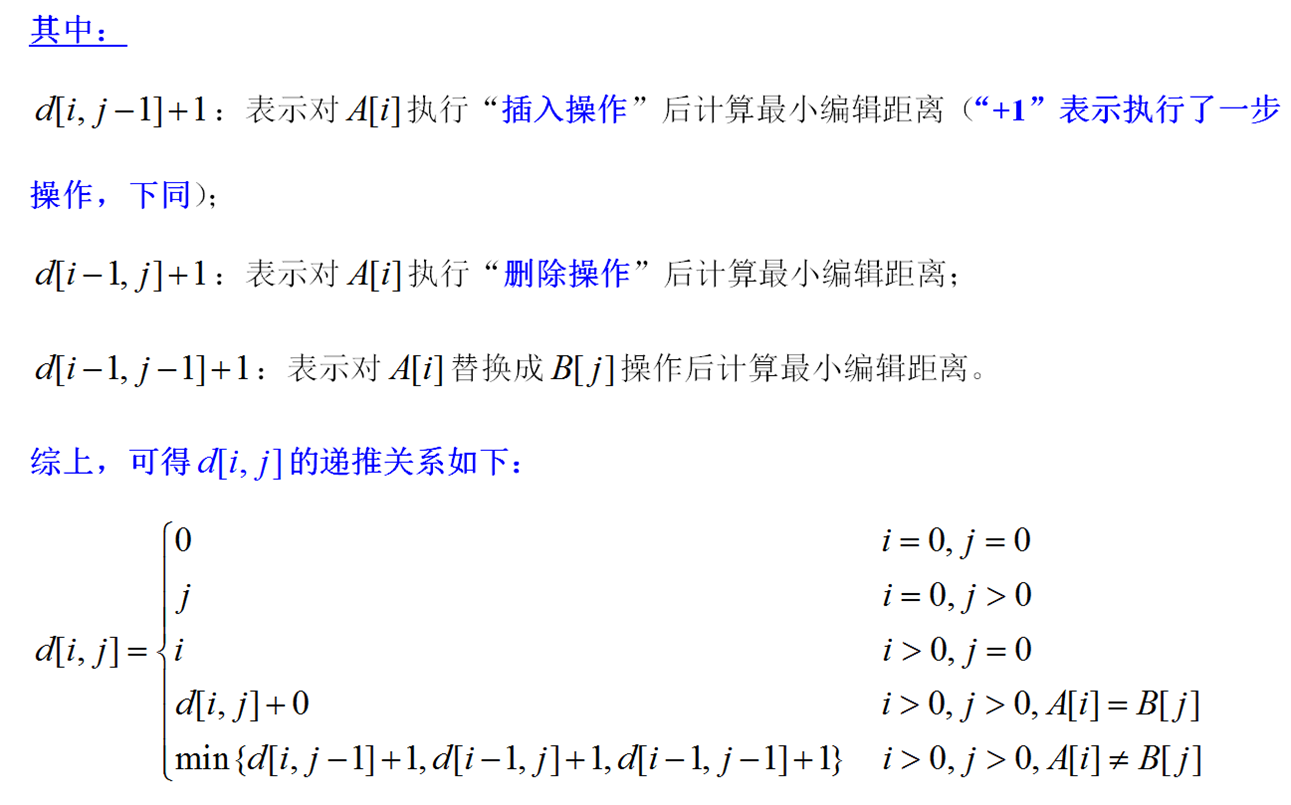 其中：
d[i, j−1]+1：表示对 A[i]执行“插入操作”后计算最小编辑距离（“+1”表示执行了一步
操作，下同）；
d[i−1, j]+1：表示对 A[i]执行“删除操作”后计算最小编辑距离；
d[i−1, j−1]+1：表示对 A[i]替换成 B[j]操作后计算最小编辑距离。
综上，可得 d[i, j]的递推关系如下：
0 i = 0, j = 0
j i = 0, j > 0
d[i, j] = { i i > 0, j = 0
d[i, j]+0 i > 0, j > 0, A[i] = B[j]
min{d[i, j−1]+1, d[i−1, j]+1, d[i−1, j−1]+1} i > 0, j > 0, A[i] ≠ B[j]